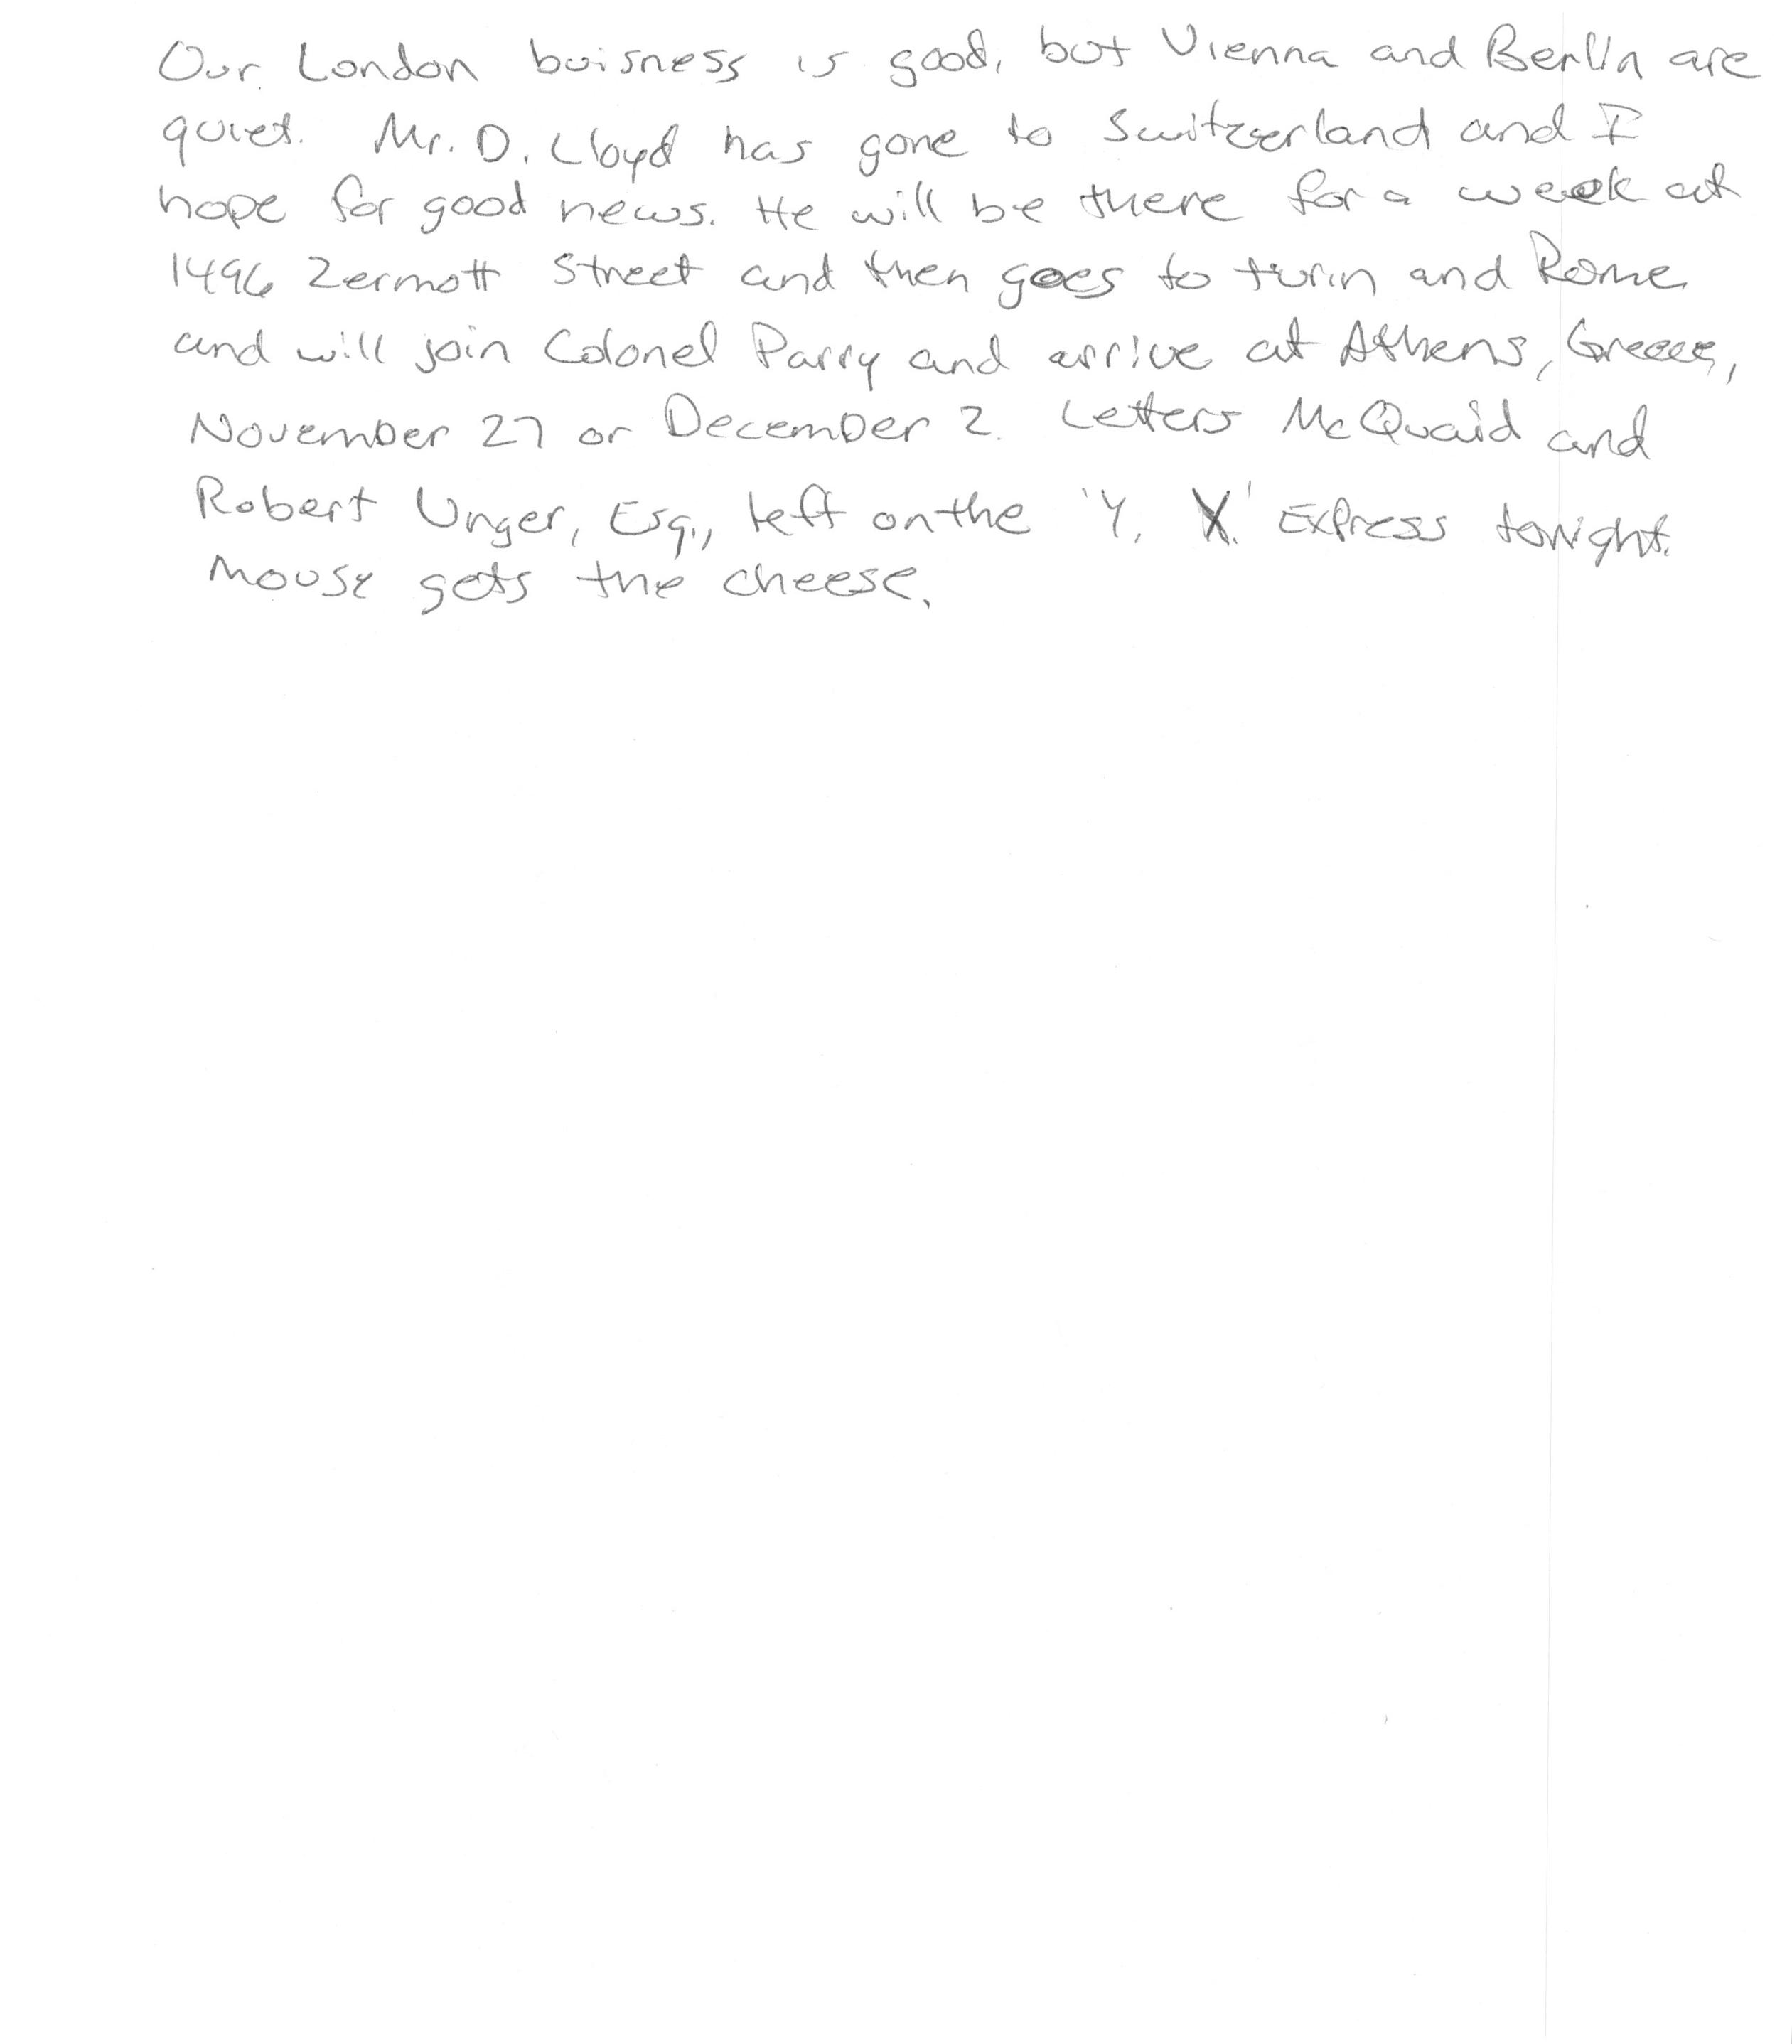 Our London buisness is good, but Vienna and Berlin are
quiet. Mr. D. Lloyd has gone to Switzerland and I
hope for good news. He will be there for a week at
1496 Zermott Street and then goes to turin and Rome
and will join Colonel Parry and arrive at Athens, Greece,
November 27 or December 2. Letters McQuaid and
Robert Unger, Esq., left on the 'Y. X.' Express tonight.
Mouse gets the cheese.